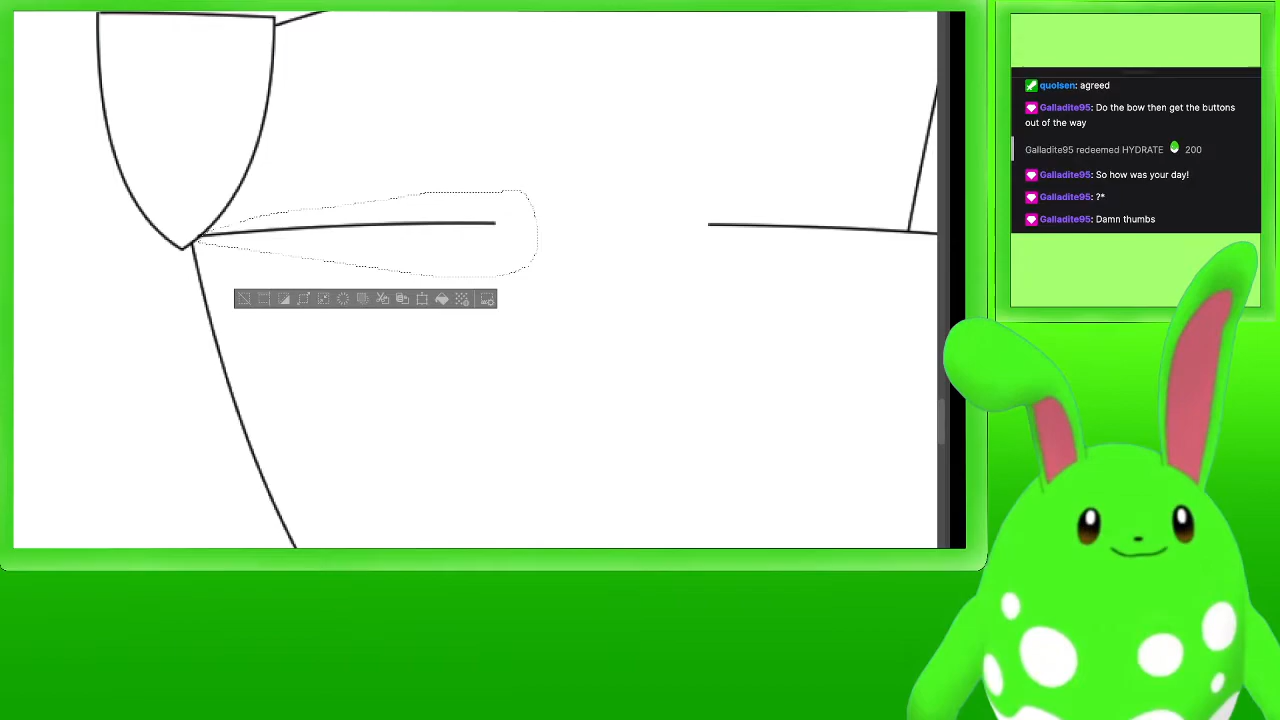 quolsen: agreed
Galladite95: Do the bow then get the buttons
out of the way
Galladite95 redeemed HYDRATE 200
Galladite95: So how was your day!
Galladite95: ?*
Galladite95: Damn thumbs